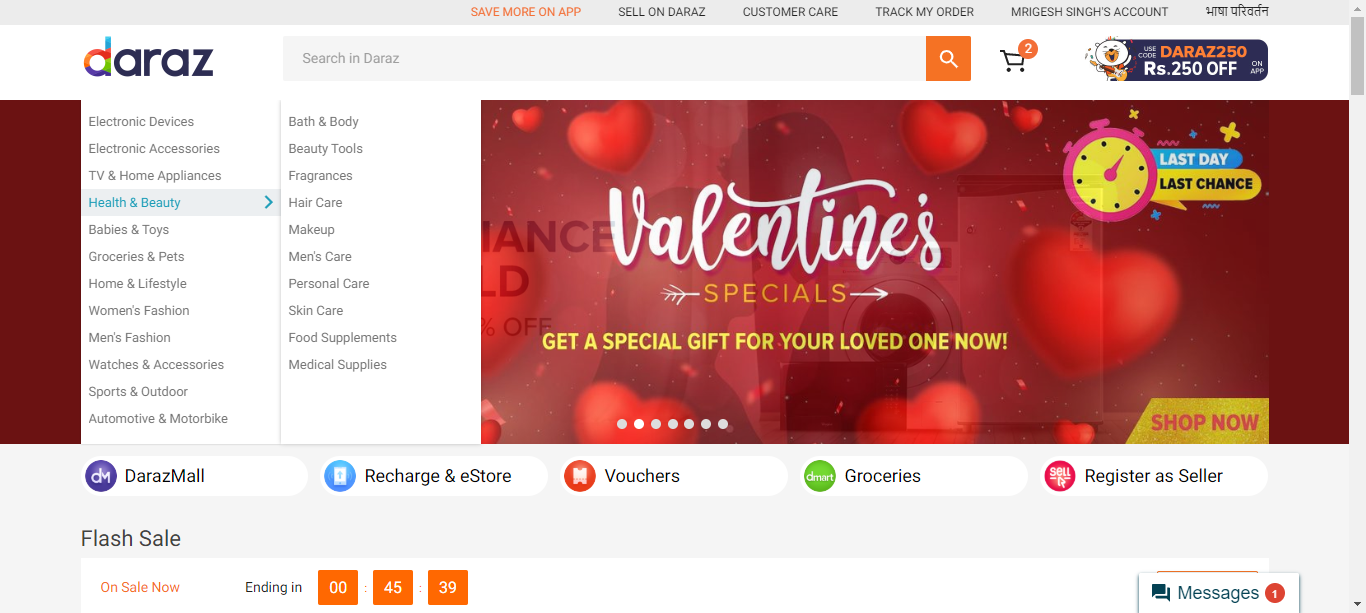 SAVE MORE ON APP SELL ON DARAZ CUSTOMER CARE TRACK MY ORDER MRIGESH SINGH'S ACCOUNT भाषा परिवर्तन
daraz
Search in Daraz
2
USE CODE DARAZ250
Rs.250 OFF ON APP
Electronic Devices
Electronic Accessories
TV & Home Appliances
Health & Beauty
Babies & Toys
Groceries & Pets
Home & Lifestyle
Women's Fashion
Men's Fashion
Watches & Accessories
Sports & Outdoor
Automotive & Motorbike
Bath & Body
Beauty Tools
Fragrances
Hair Care
Makeup
Men's Care
Personal Care
Skin Care
Food Supplements
Medical Supplies
LAST DAY
LAST CHANCE
Valentine's
SPECIALS
GET A SPECIAL GIFT FOR YOUR LOVED ONE NOW!
% OFF
SHOP NOW
dM DarazMall
Recharge & eStore
Vouchers
dmart Groceries
SELL Register as Seller
Flash Sale
On Sale Now Ending in 00 : 45 : 39
Messages 1